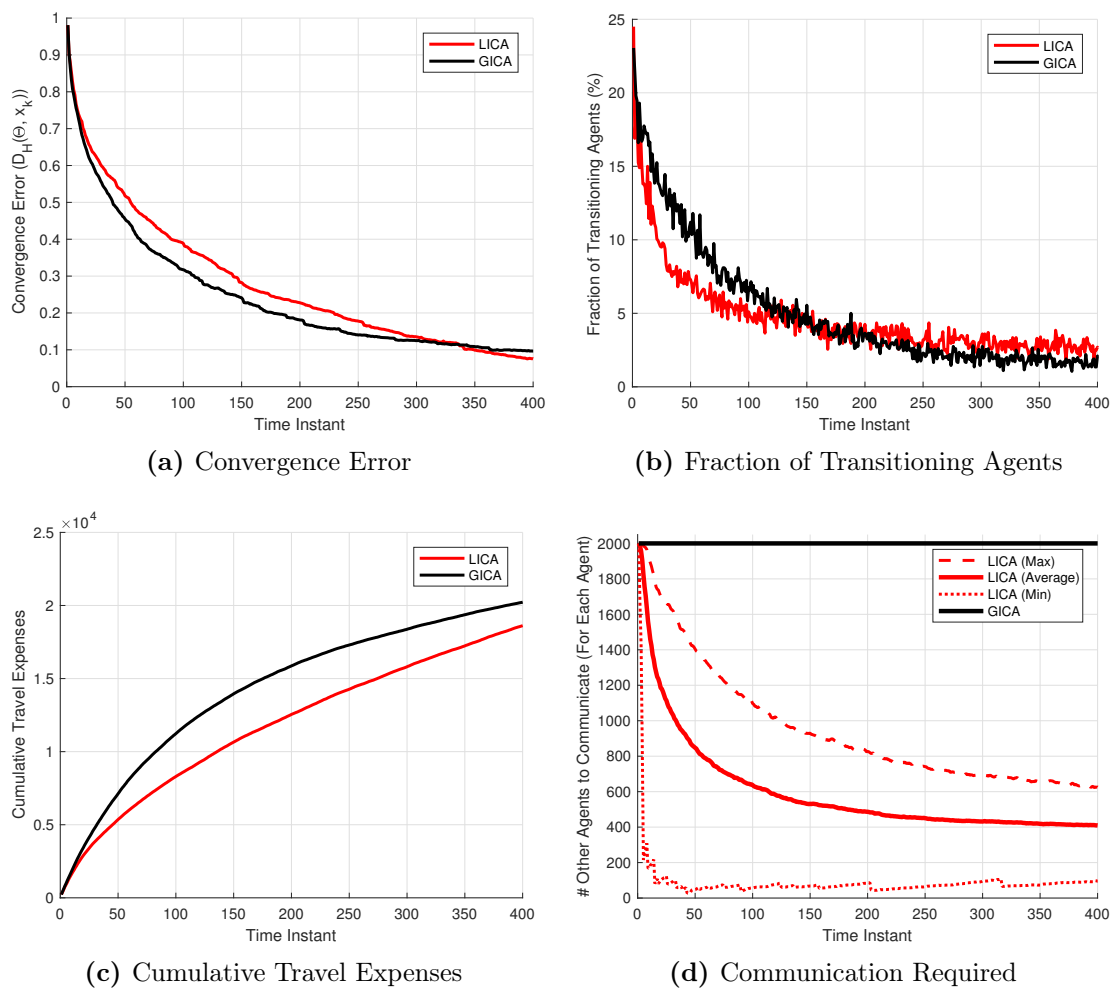 1
0.9
0.8
0.7
0.6
0.5
0.4
0.3
0.2
0.1
0
0 50 100 150 200 250 300 350 400
Convergence Error (D_H(Θ, x_k))
Time Instant
LICA
GICA
(a) Convergence Error
25
20
15
10
5
0
0 50 100 150 200 250 300 350 400
Fraction of Transitioning Agents (%)
Time Instant
LICA
GICA
(b) Fraction of Transitioning Agents
×10^4
2.5
2
1.5
1
0.5
0
0 50 100 150 200 250 300 350 400
Cumulative Travel Expenses
Time Instant
LICA
GICA
(c) Cumulative Travel Expenses
2000
1800
1600
1400
1200
1000
800
600
400
200
0
0 50 100 150 200 250 300 350 400
# Other Agents to Communicate (For Each Agent)
Time Instant
LICA (Max)
LICA (Average)
LICA (Min)
GICA
(d) Communication Required